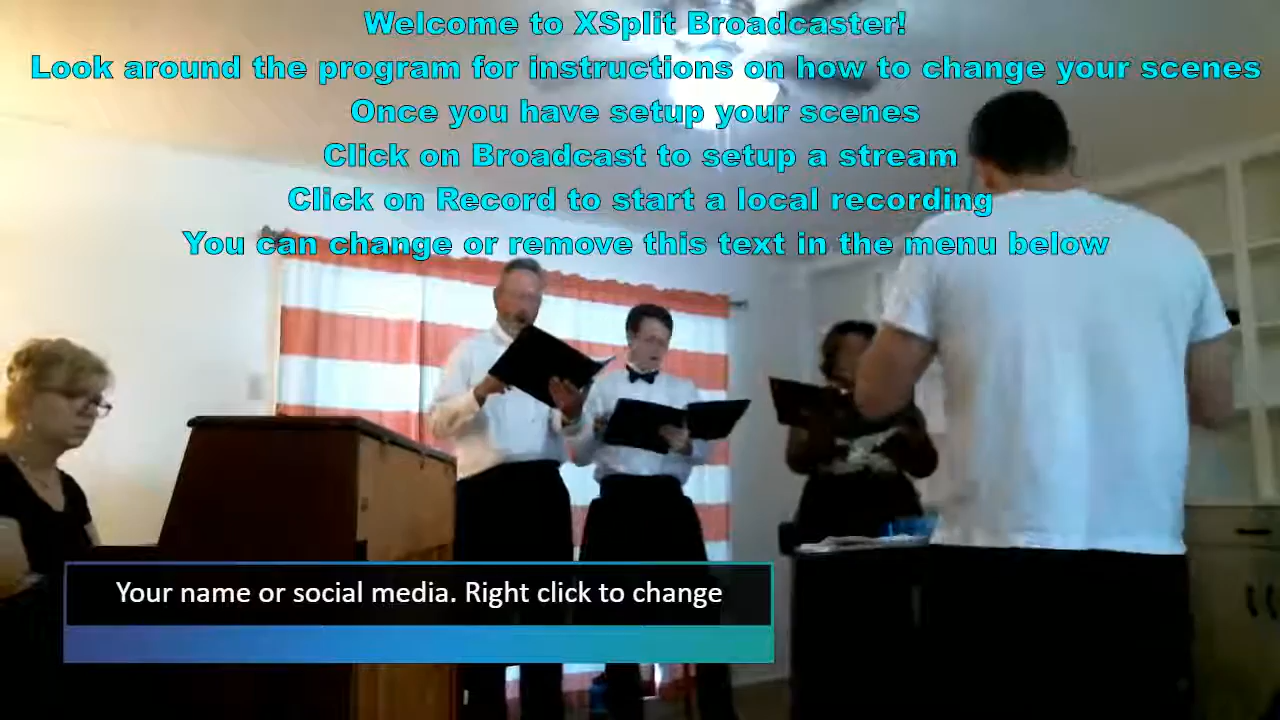 Welcome to XSplit Broadcaster!
Look around the program for instructions on how to change your scenes
Once you have setup your scenes
Click on Broadcast to setup a stream
Click on Record to start a local recording
You can change or remove this text in the menu below
Your name or social media. Right click to change